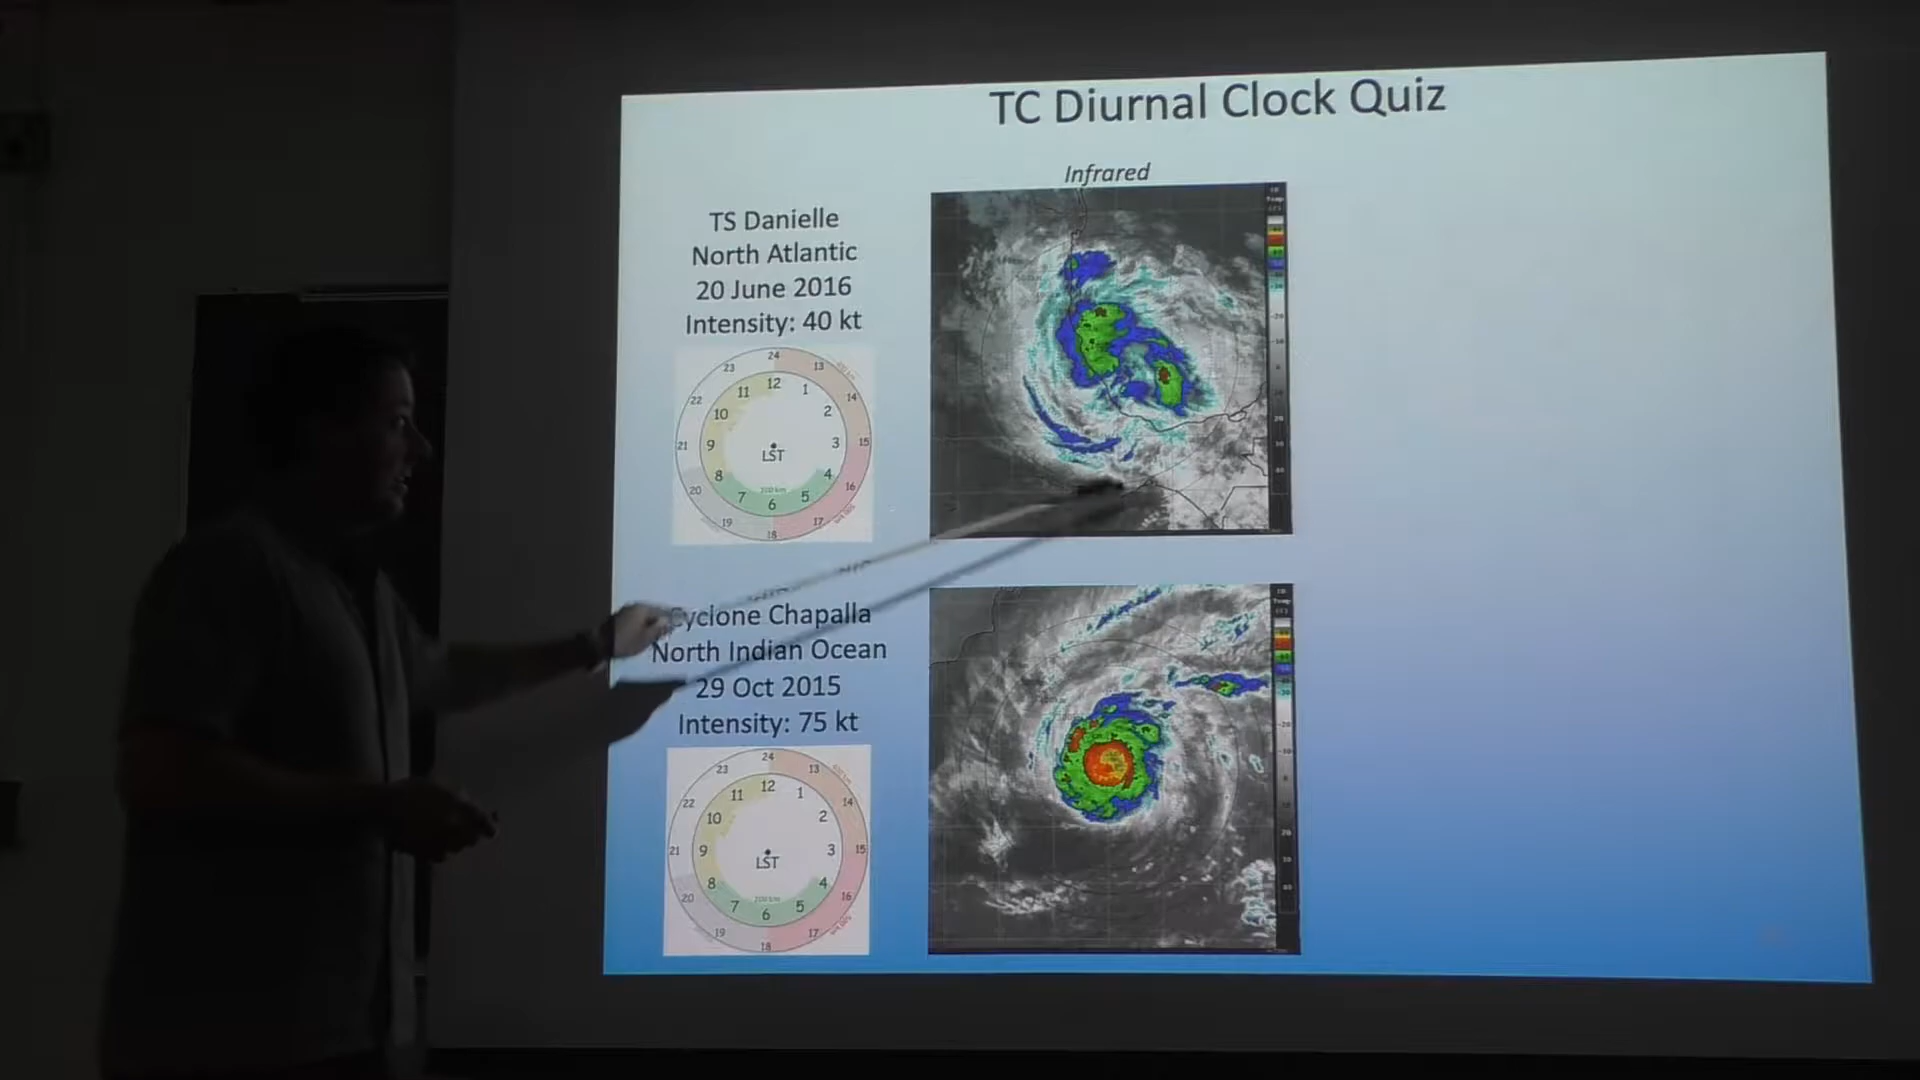 TC Diurnal Clock Quiz
Infrared
TS Danielle
North Atlantic
20 June 2016
Intensity: 40 kt
24
23 13
12
11 1
22 14
10 2
21 9 3 15
LST
8 4
20 16
7 200 km 5
6
19 17
18
Cyclone Chapalla
North Indian Ocean
29 Oct 2015
Intensity: 75 kt
24
23 13
12
11 1
22 14
10 2
21 9 3 15
LST
8 4
20 16
7 200 km 5
6
19 17
18